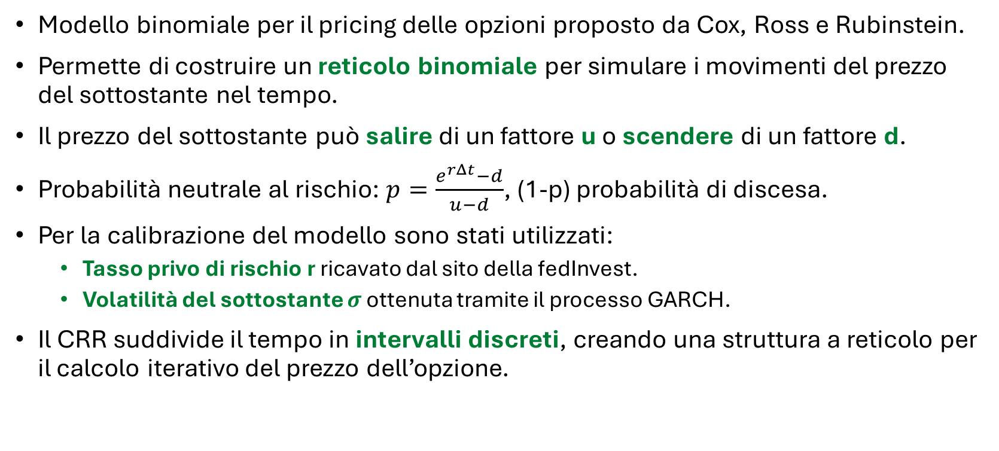 • Modello binomiale per il pricing delle opzioni proposto da Cox, Ross e Rubinstein.
• Permette di costruire un reticolo binomiale per simulare i movimenti del prezzo
del sottostante nel tempo.
• Il prezzo del sottostante può salire di un fattore u o scendere di un fattore d.
• Probabilità neutrale al rischio: $p = \frac{e^{r\Delta t}-d}{u-d}$, (1-p) probabilità di discesa.
• Per la calibrazione del modello sono stati utilizzati:
• Tasso privo di rischio r ricavato dal sito della fedInvest.
• Volatilità del sottostante σ ottenuta tramite il processo GARCH.
• Il CRR suddivide il tempo in intervalli discreti, creando una struttura a reticolo per
il calcolo iterativo del prezzo dell’opzione.